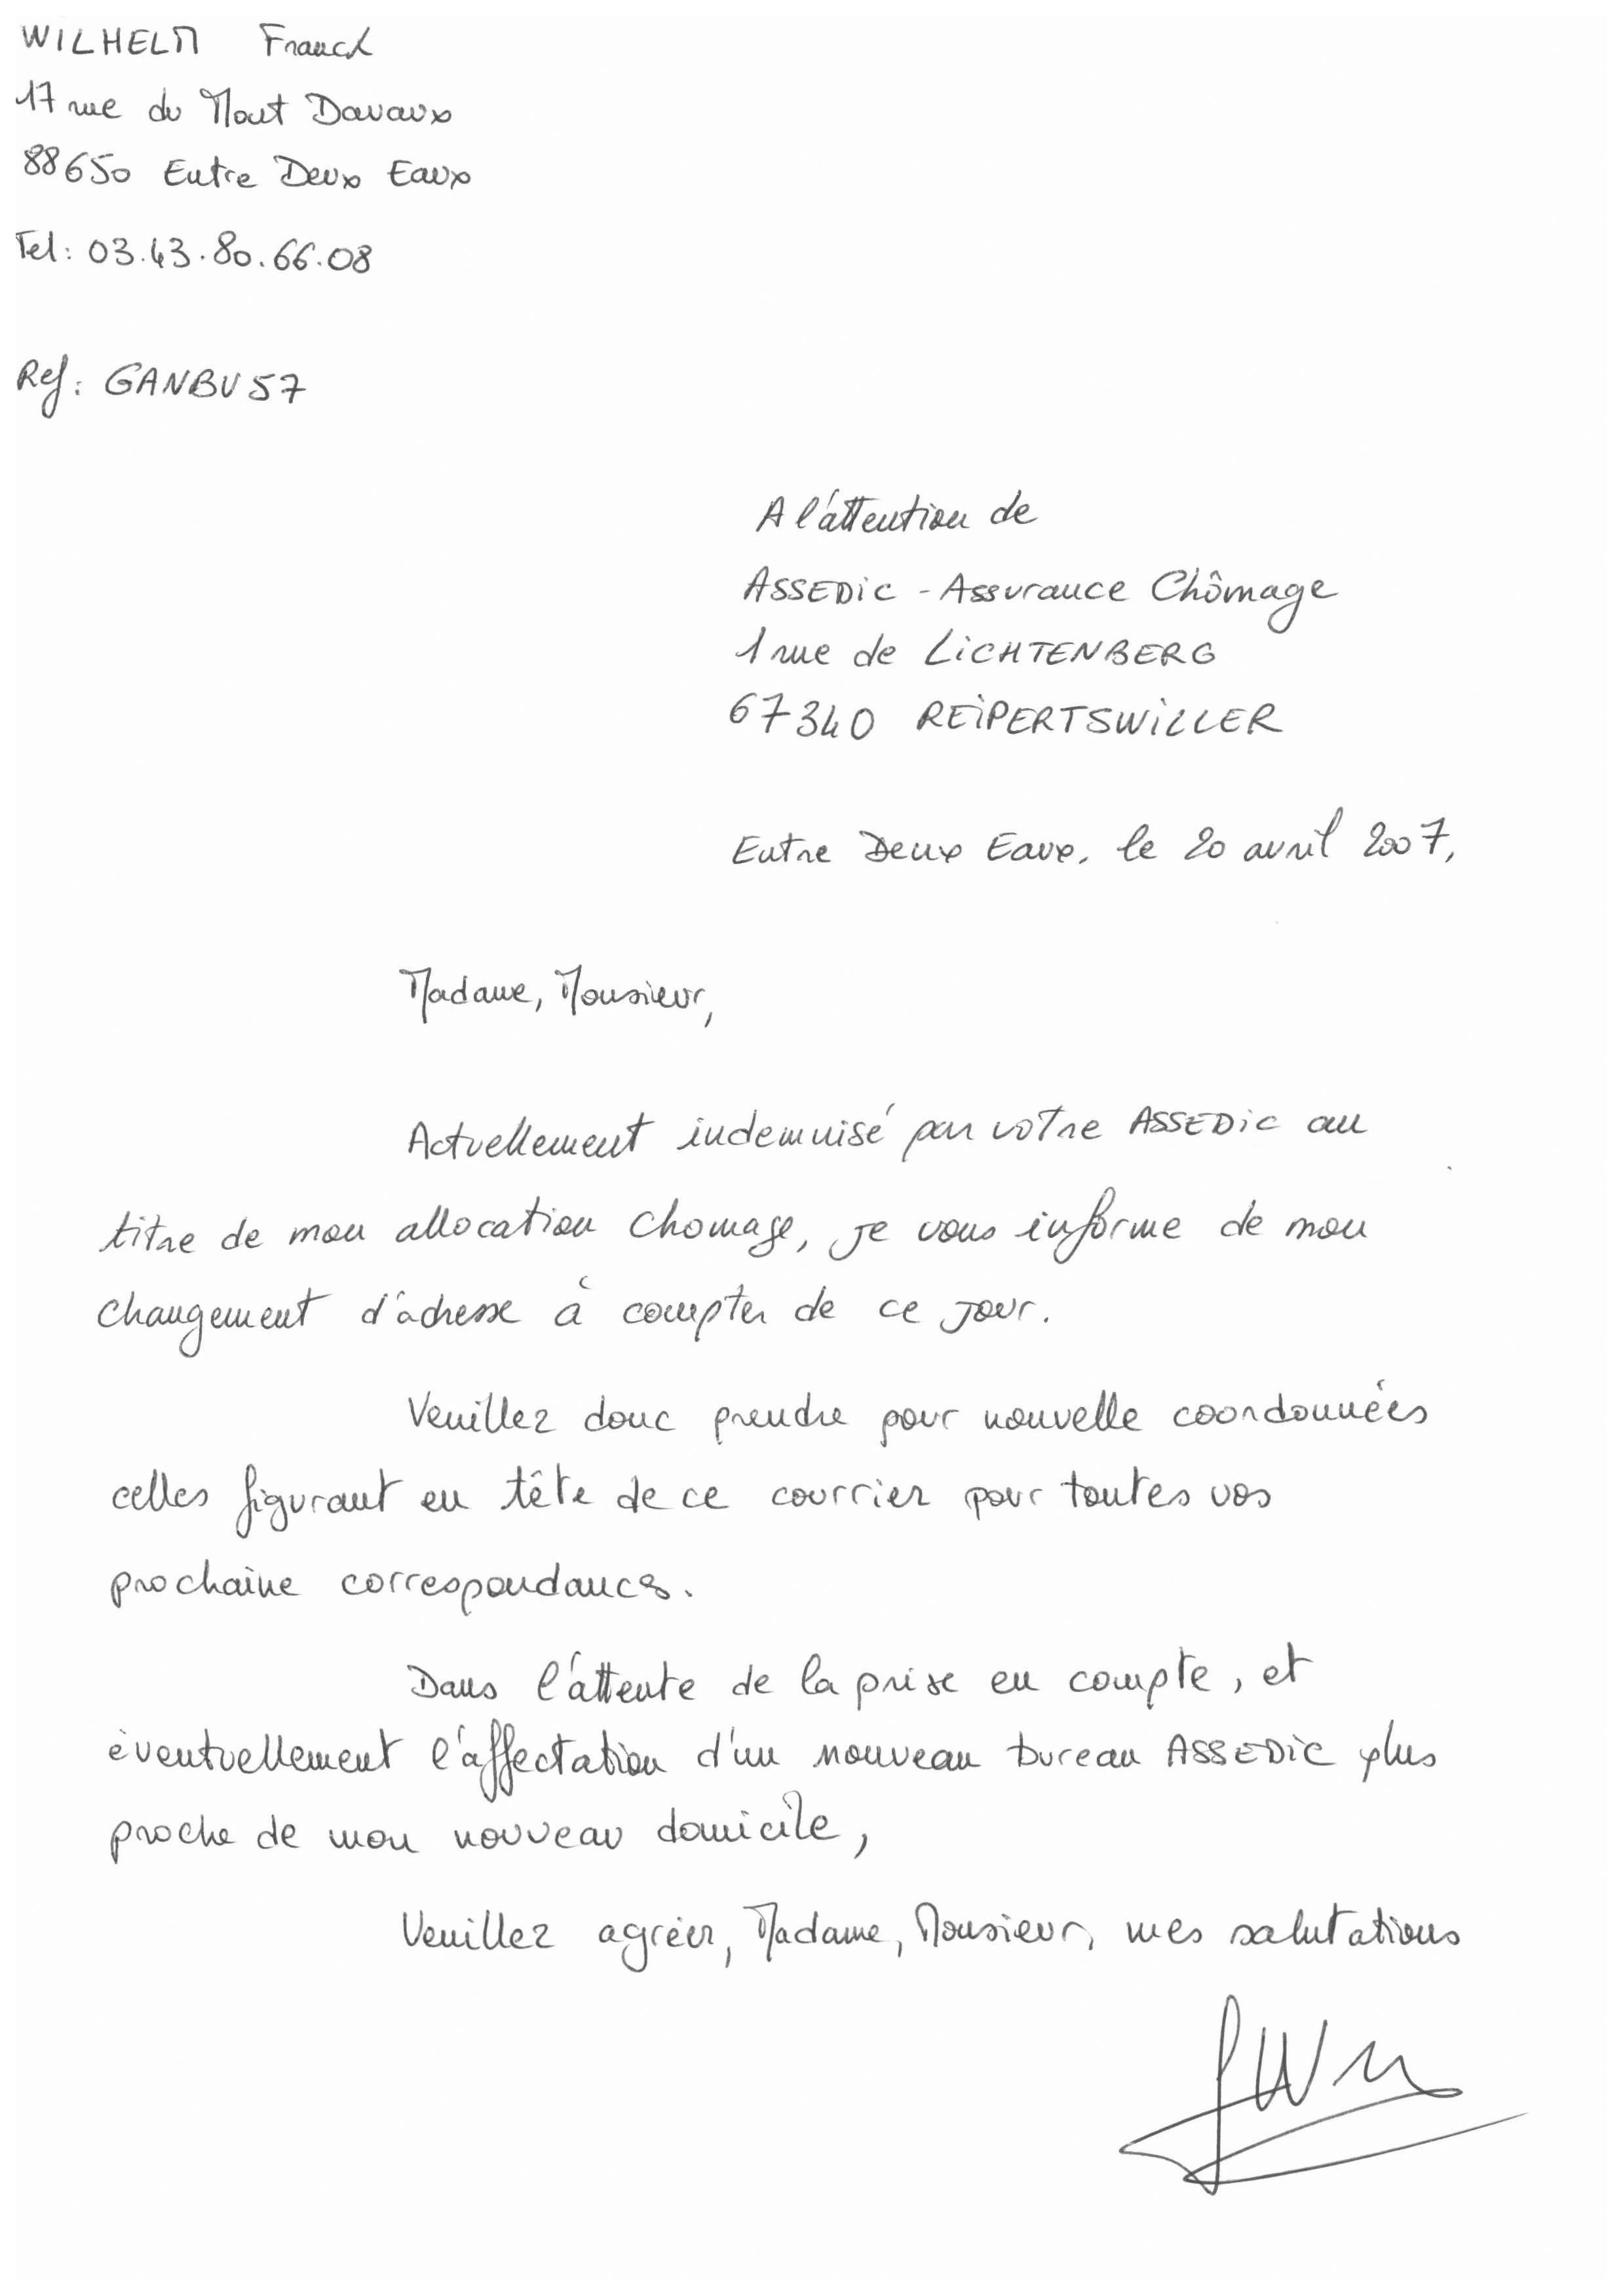 WILHELM Franck
17 rue du Mont Davaux
88650 Entre Deux Eaux
Tel: 03.43.80.66.08
Ref: GANBU57
A l'attention de
ASSEDIC - Assurance Chômage
1 rue de LICHTENBERG
67340 REIPERTSWILLER
Entre Deux Eaux, le 20 avril 2007,
Madame, Monsieur,
Actuellement indemnisé par votre ASSEDIC au
titre de mon allocation chomage, je vous informe de mon
changement d'adresse à compter de ce jour.
Veuillez donc prendre pour nouvelle coordonnées
celles figurant en tête de ce courrier pour toutes vos
prochaine correspondances.
Dans l'attente de la prise en compte, et
éventuellement l'affectation d'un nouveau bureau ASSEDIC plus
proche de mon nouveau domicile,
Veuillez agréer, Madame, Monsieur, mes salutations